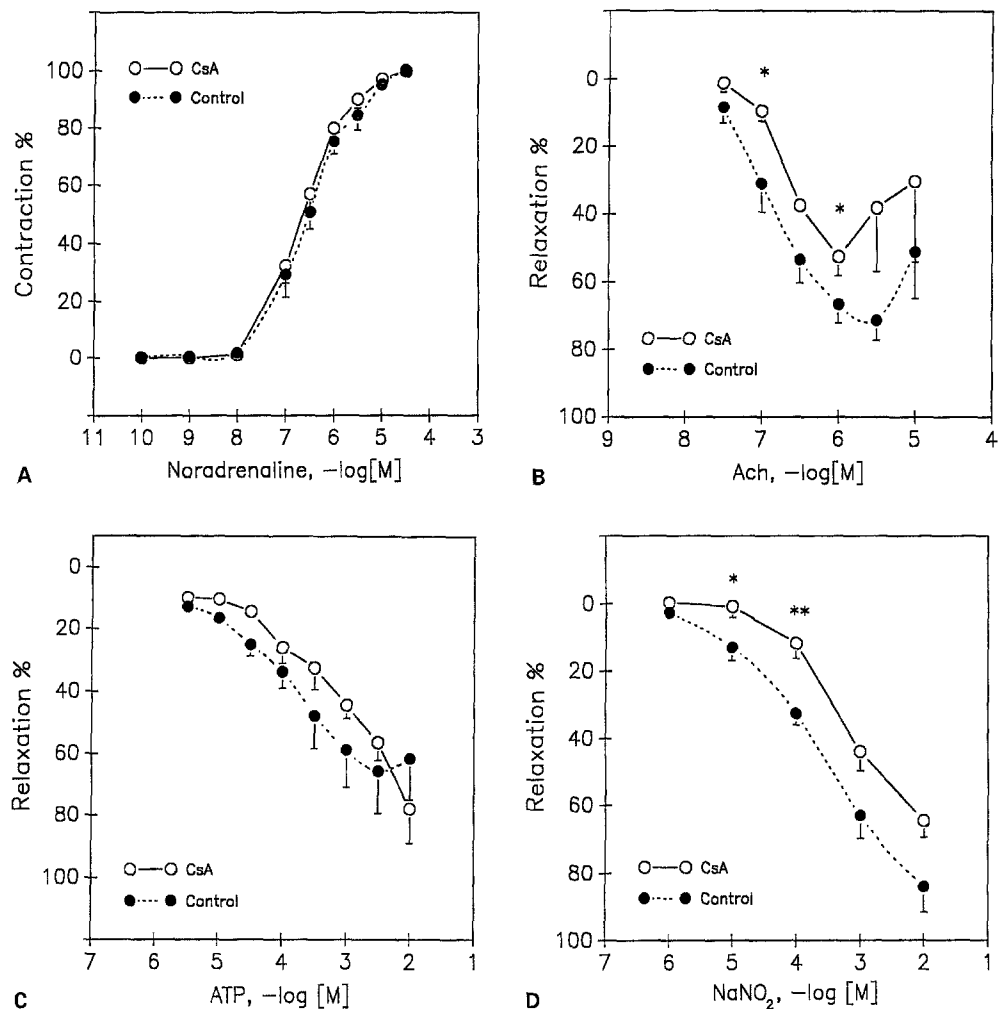 CsA
Control
100
80
60
40
20
0
Contraction %
11 10 9 8 7 6 5 4 3
Noradrenaline, –log[M]
A
*
*
0
20
40
60
80
100
Relaxation %
CsA
Control
9 8 7 6 5 4
Ach, –log[M]
B
0
20
40
60
80
100
Relaxation %
CsA
Control
7 6 5 4 3 2 1
ATP, –log [M]
C
*
**
0
20
40
60
80
100
Relaxation %
CsA
Control
7 6 5 4 3 2 1
NaNO₂, –log [M]
D